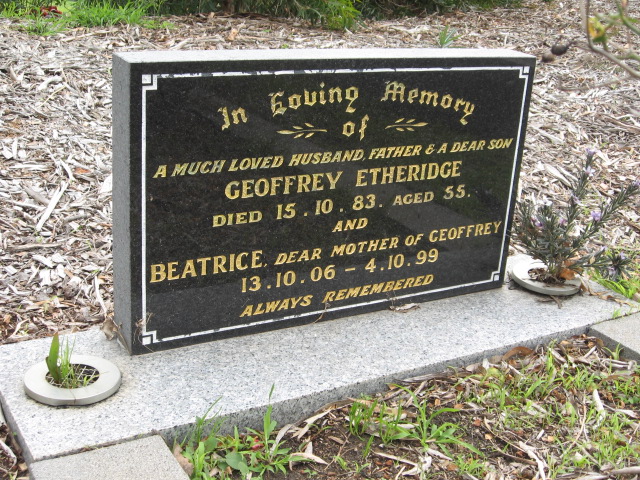 In Loving Memory
of
A MUCH LOVED HUSBAND, FATHER & A DEAR SON
GEOFFREY ETHERIDGE
DIED 15.10.83. AGED 55.
AND
BEATRICE, DEAR MOTHER OF GEOFFREY
13.10.06 - 4.10.99
ALWAYS REMEMBERED